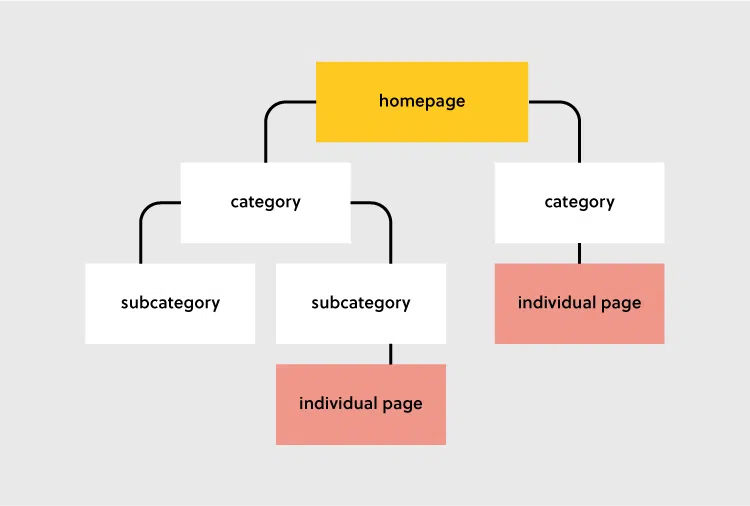 homepage
category
category
subcategory
subcategory
individual page
individual page